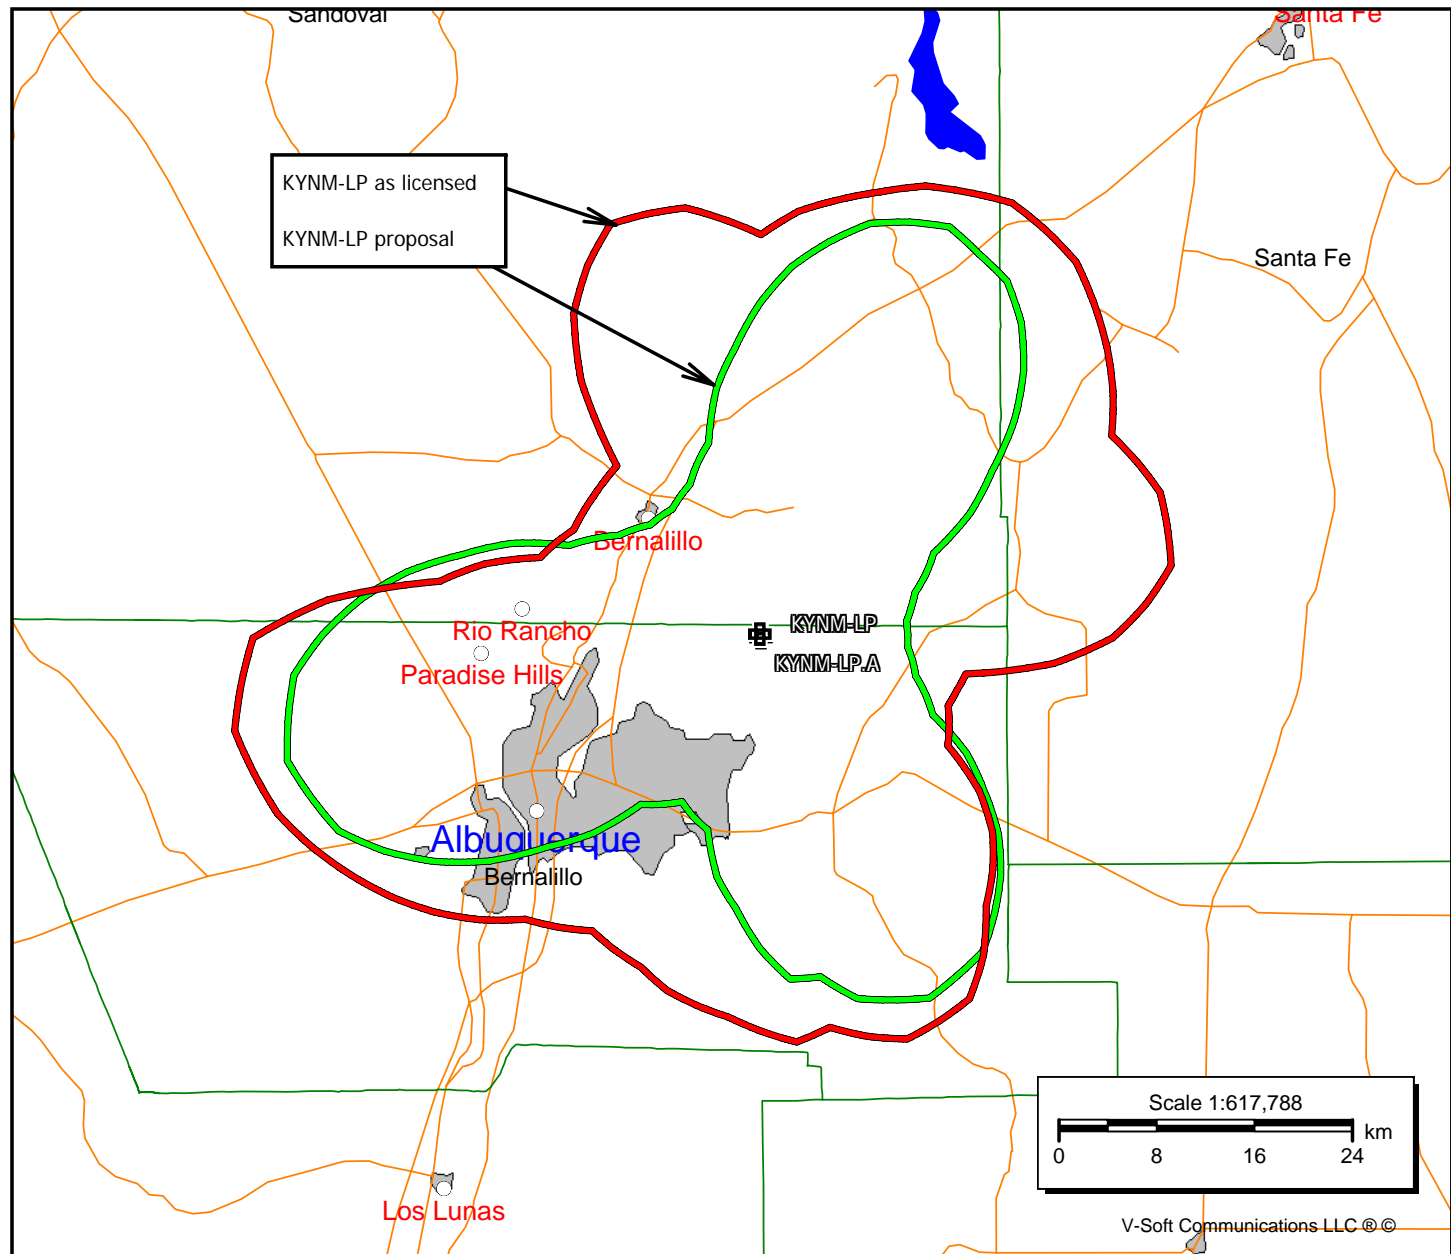 Sandoval
Santa Fe
KYNM-LP as licensed
KYNM-LP proposal
Santa Fe
Bernalillo
Rio Rancho
KYNM-LP
Paradise Hills
KYNM-LP.A
Albuquerque
Bernalillo
Scale 1:617,788
km
0 8 16 24
Los Lunas
V-Soft Communications LLC ® ©